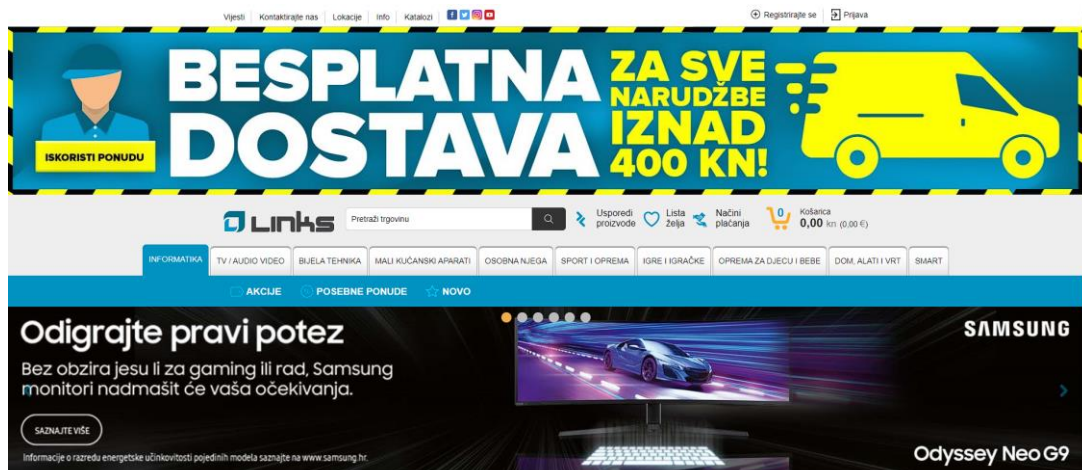 Vijesti Kontaktirajte nas Lokacije Info Katalozi
Registrirajte se Prijava
BESPLATNA
DOSTAVA
ZA SVE
NARUDŽBE
IZNAD
400 KN!
ISKORISTI PONUDU
LINKS
Pretraži trgovinu
Usporedi
proizvode
Lista
želja
Načini
plaćanja
0
Košarica
0,00 kn (0,00 €)
INFORMATIKA TV / AUDIO VIDEO BIJELA TEHNIKA MALI KUĆANSKI APARATI OSOBNA NJEGA SPORT I OPREMA IGRE I IGRAČKE OPREMA ZA DJECU I BEBE DOM, ALATI I VRT SMART
AKCIJE POSEBNE PONUDE NOVO
Odigrajte pravi potez
Bez obzira jesu li za gaming ili rad, Samsung
monitori nadmašit će vaša očekivanja.
SAZNAJTE VIŠE
Informacije o razredu energetske učinkovitosti pojedinih modela saznajte na www.samsung.hr.
SAMSUNG
Odyssey Neo G9